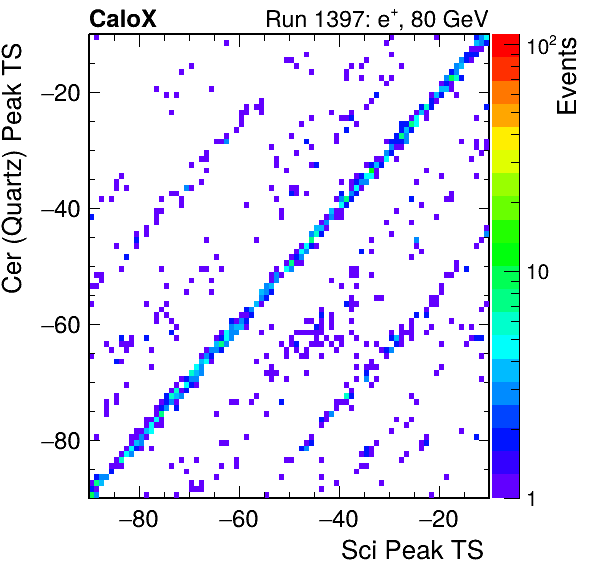 CaloX Run 1397: e⁺, 80 GeV
Cer (Quartz) Peak TS
−20
−40
−60
−80
−80 −60 −40 −20
Sci Peak TS
10²
10
1
Events